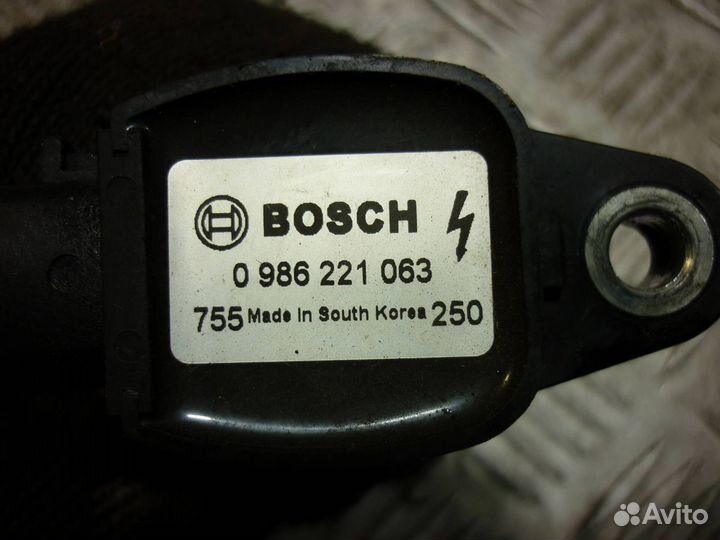 BOSCH
0 986 221 063
755 Made in South Korea 250
Avito